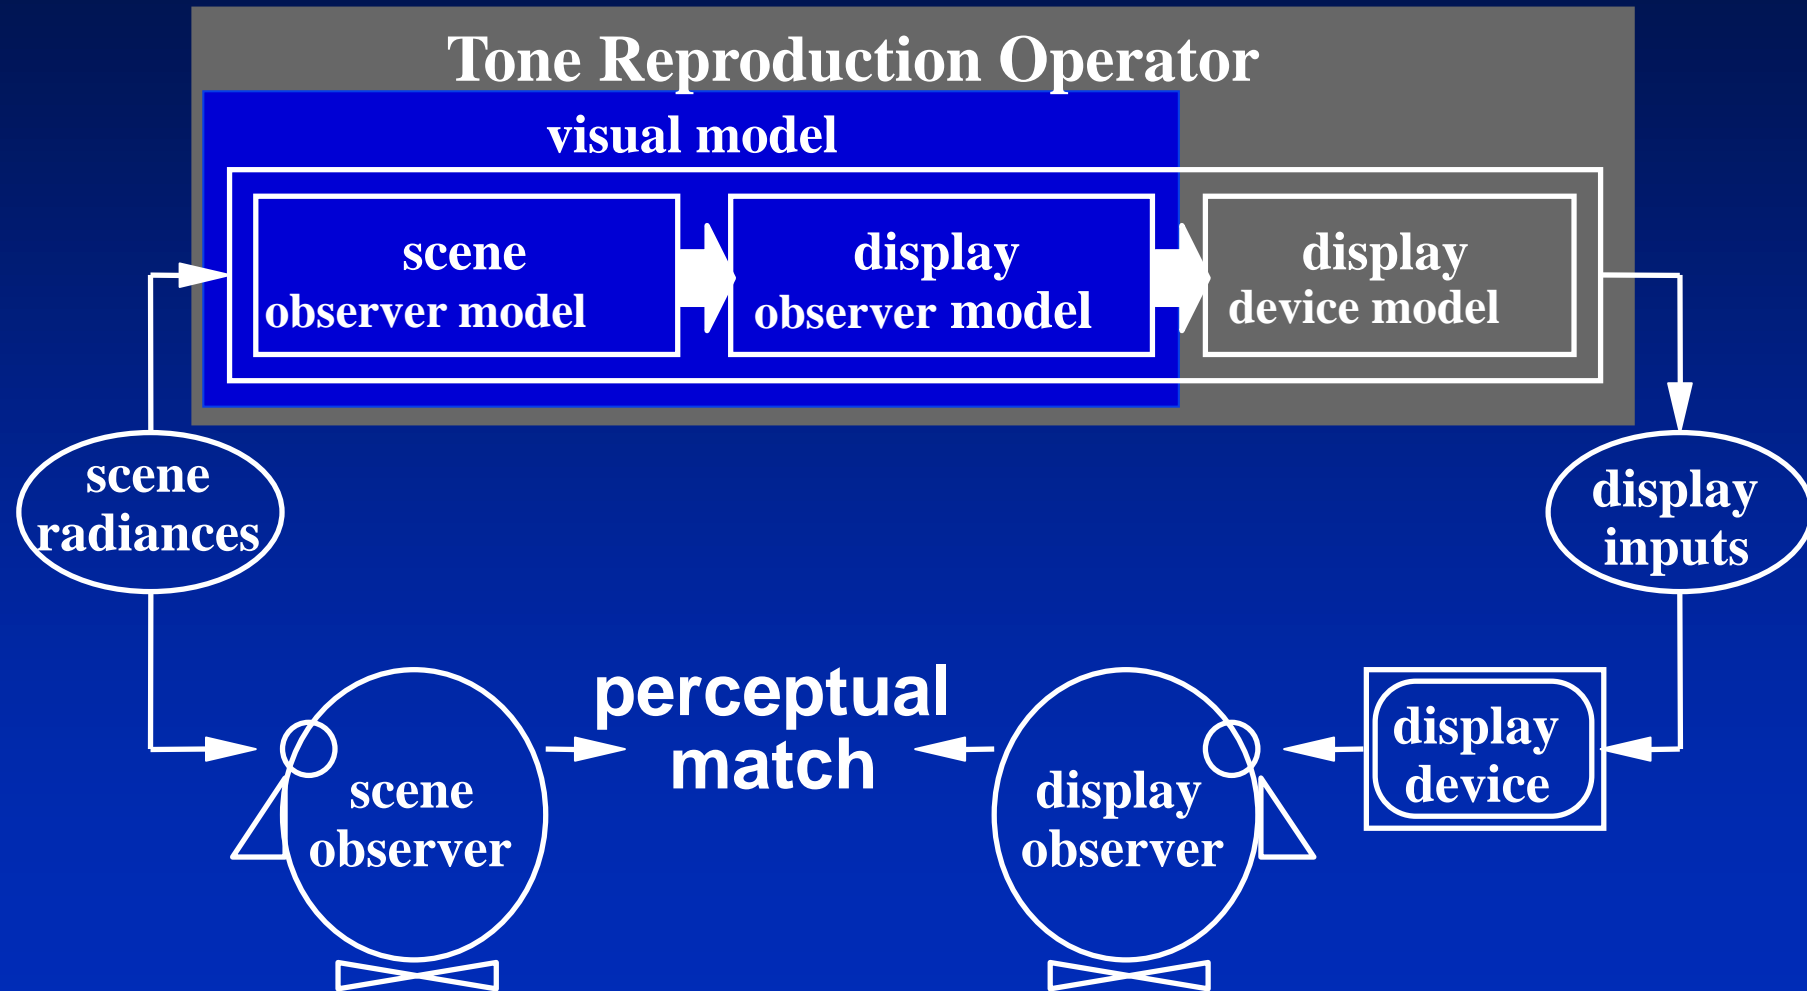 Tone Reproduction Operator
visual model
scene
observer model
display
observer model
display
device model
scene
radiances
display
inputs
perceptual
match
scene
observer
display
observer
display
device